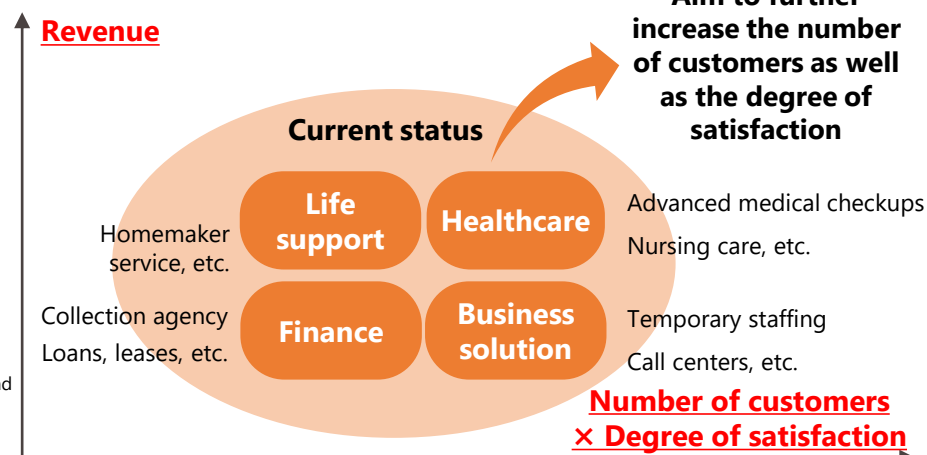 Revenue
increase the number
of customers as well
as the degree of
satisfaction
Current status
Life
support
Healthcare
Homemaker
service, etc.
Advanced medical checkups
Nursing care, etc.
Collection agency
Loans, leases, etc.
Finance
Business
solution
Temporary staffing
Call centers, etc.
Number of customers
× Degree of satisfaction